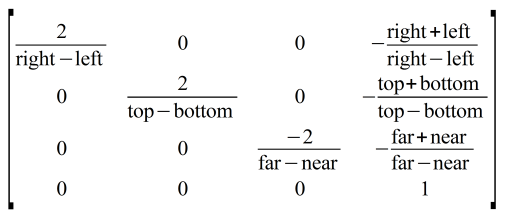 2/(right−left) 0 0 −(right+left)/(right−left)
0 2/(top−bottom) 0 −(top+bottom)/(top−bottom)
0 0 −2/(far−near) −(far+near)/(far−near)
0 0 0 1